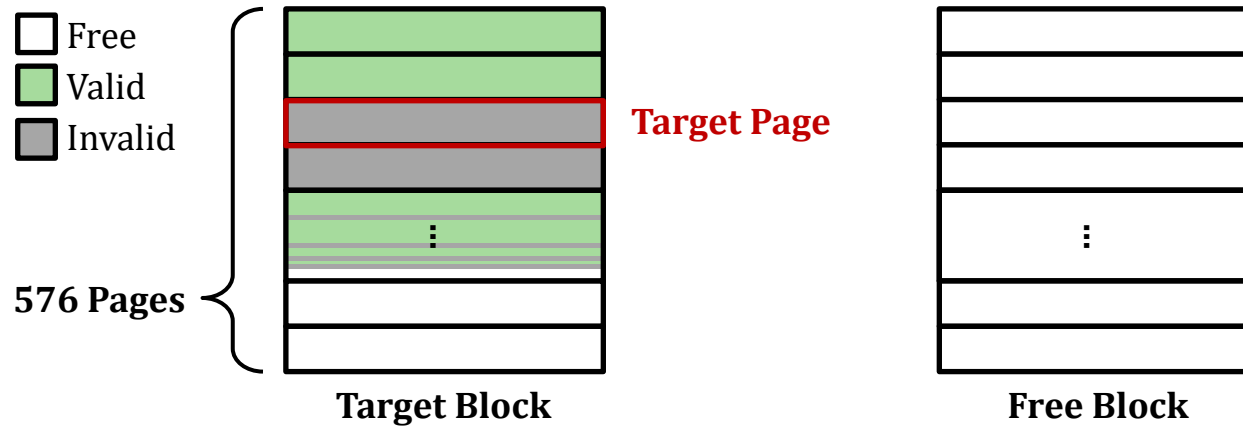 Free
Valid
Invalid
Target Page
576 Pages
Target Block
Free Block